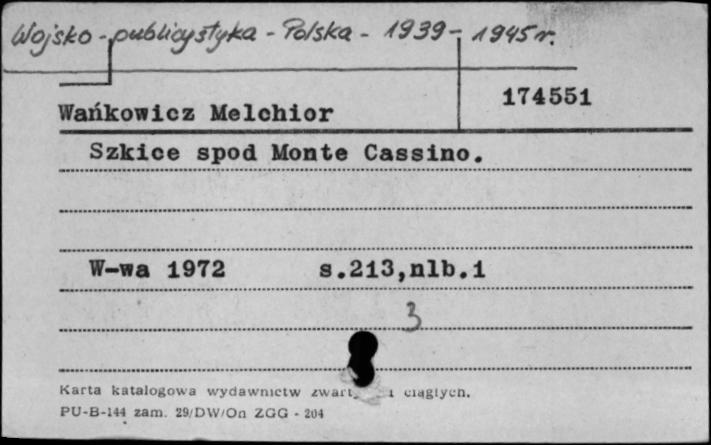 Wojsko - publicystyka - Polska - 1939 - 1945 r.
174551
Wańkowicz Melchior
Szkice spod Monte Cassino.
W-wa 1972 s.213,nlb.1
3
Karta katalogowa wydawnictw ciągłych.
PU-B-144 zam. 29/DW/On ZGG - 204